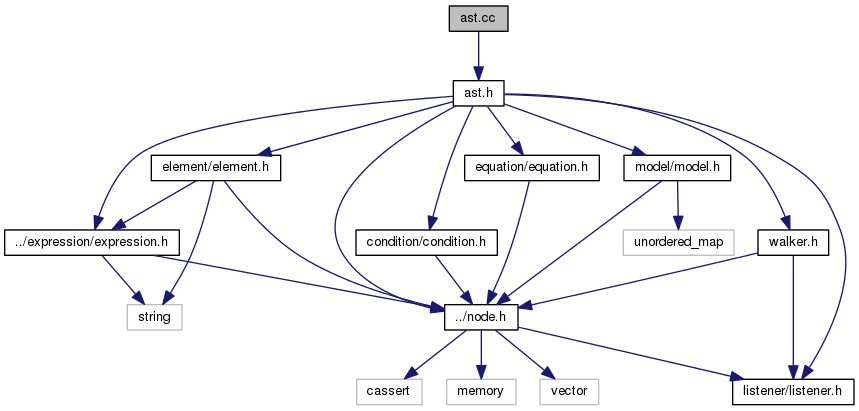 ast.cc
ast.h
element/element.h
equation/equation.h
model/model.h
../expression/expression.h
condition/condition.h
unordered_map
walker.h
string
../node.h
cassert
memory
vector
listener/listener.h